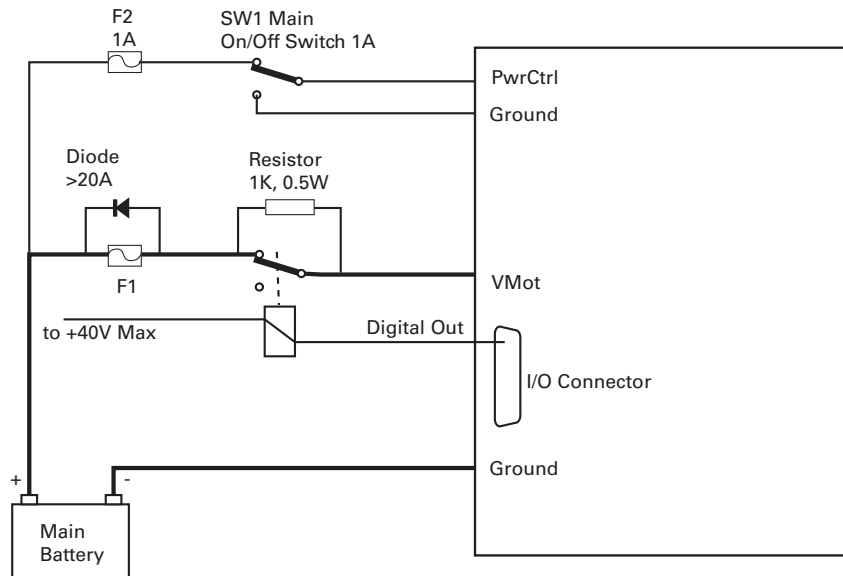 F2
1A
SW1 Main
On/Off Switch 1A
PwrCtrl
Ground
Diode
>20A
Resistor
1K, 0.5W
F1
VMot
to +40V Max
Digital Out
I/O Connector
Ground
+
-
Main
Battery